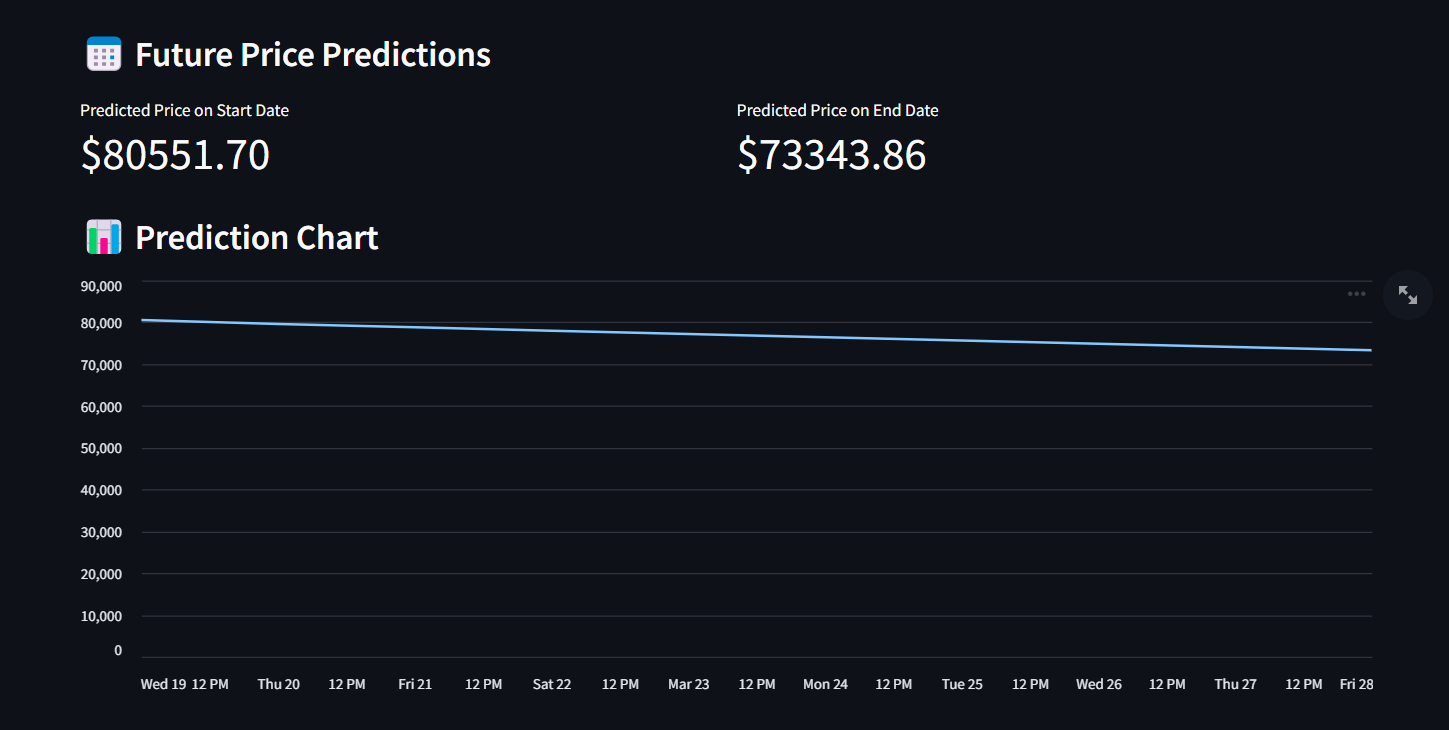 Future Price Predictions
Predicted Price on Start Date
$80551.70
Predicted Price on End Date
$73343.86
Prediction Chart
90,000
80,000
70,000
60,000
50,000
40,000
30,000
20,000
10,000
0
Wed 19 12 PM Thu 20 12 PM Fri 21 12 PM Sat 22 12 PM Mar 23 12 PM Mon 24 12 PM Tue 25 12 PM Wed 26 12 PM Thu 27 12 PM Fri 28